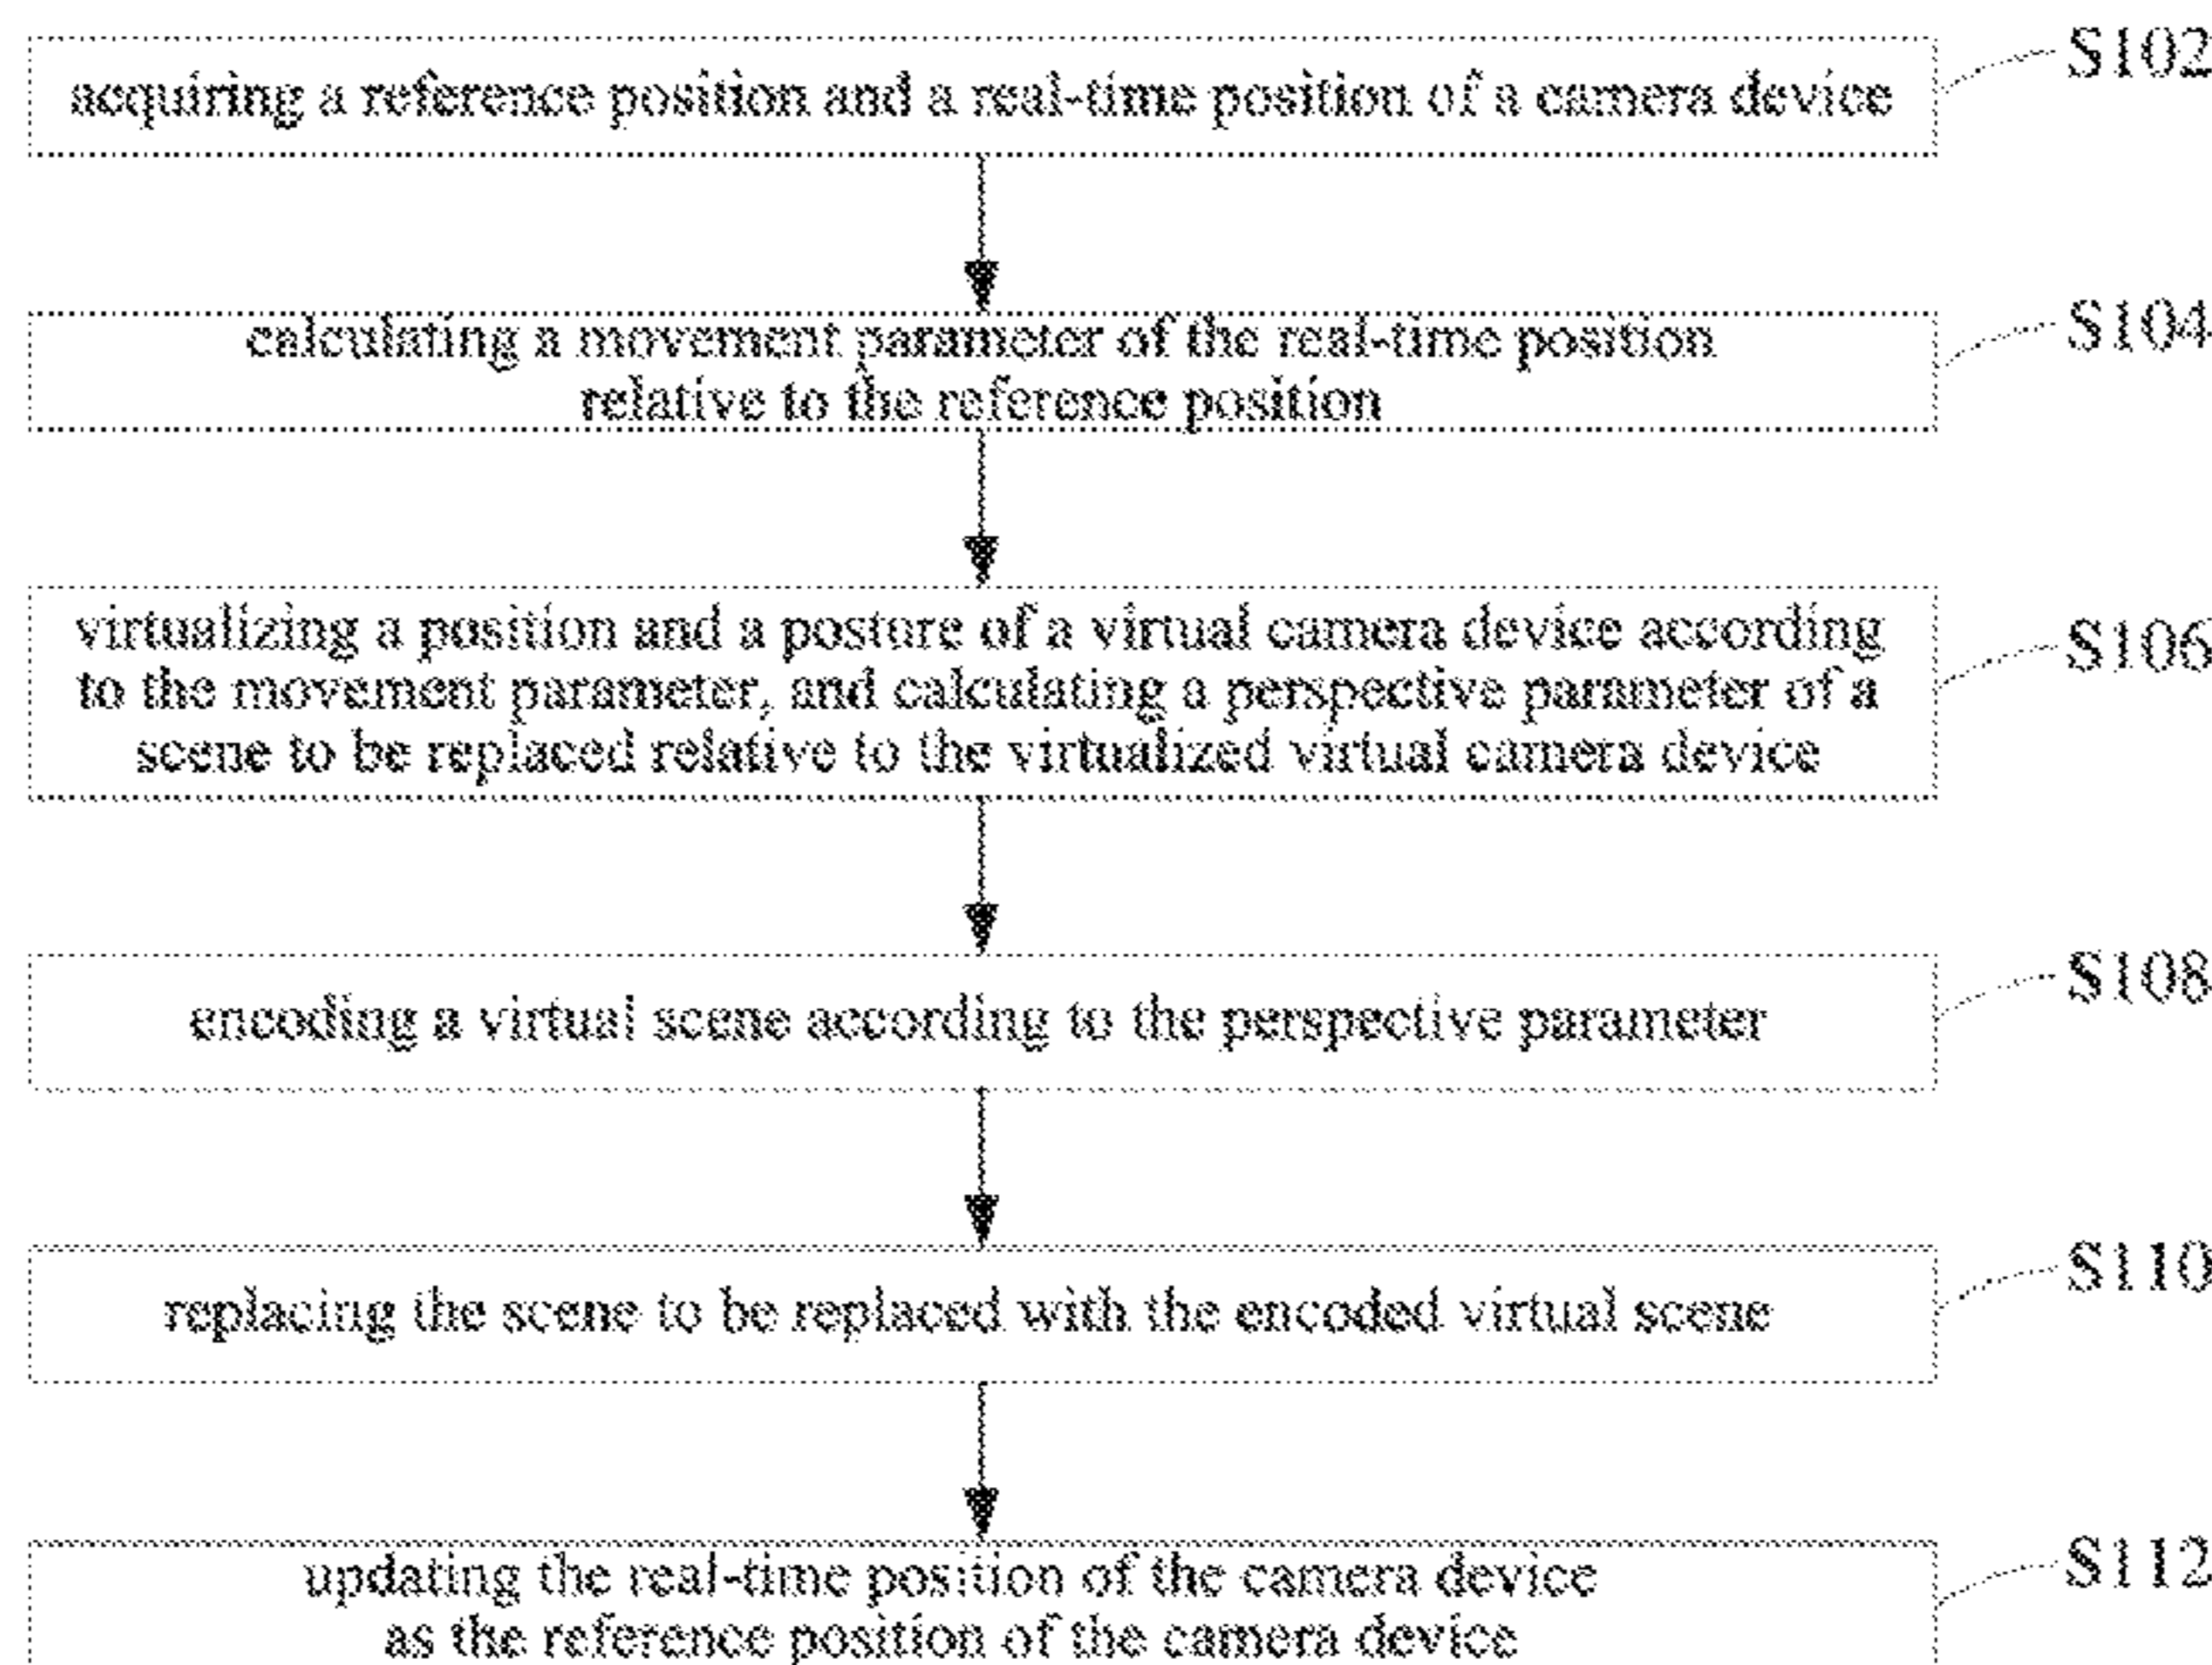 acquiring a reference position and a real-time position of a camera device
S102
calculating a movement parameter of the real-time position
relative to the reference position
S104
virtualizing a position and a posture of a virtual camera device according
to the movement parameter, and calculating a perspective parameter of a
scene to be replaced relative to the virtualized virtual camera device
S106
encoding a virtual scene according to the perspective parameter
S108
replacing the scene to be replaced with the encoded virtual scene
S110
updating the real-time position of the camera device
as the reference position of the camera device
S112